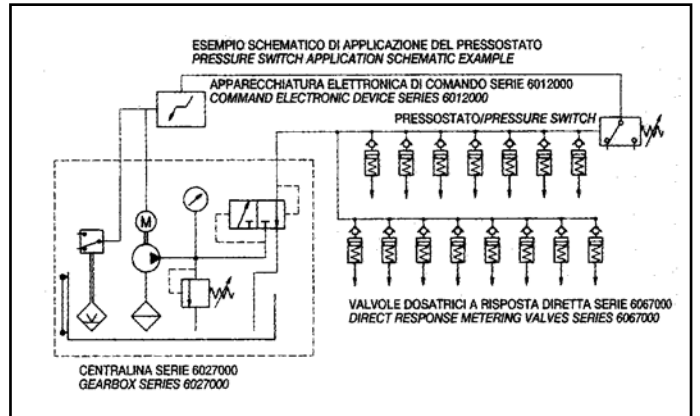 ESEMPIO SCHEMATICO DI APPLICAZIONE DEL PRESSOSTATO
PRESSURE SWITCH APPLICATION SCHEMATIC EXAMPLE
APPARECCHIATURA ELETTRONICA DI COMANDO SERIE 6012000
COMMAND ELECTRONIC DEVICE SERIES 6012000
PRESSOSTATO/PRESSURE SWITCH
M
VALVOLE DOSATRICI A RISPOSTA DIRETTA SERIE 6067000
DIRECT RESPONSE METERING VALVES SERIES 6067000
CENTRALINA SERIE 6027000
GEARBOX SERIES 6027000